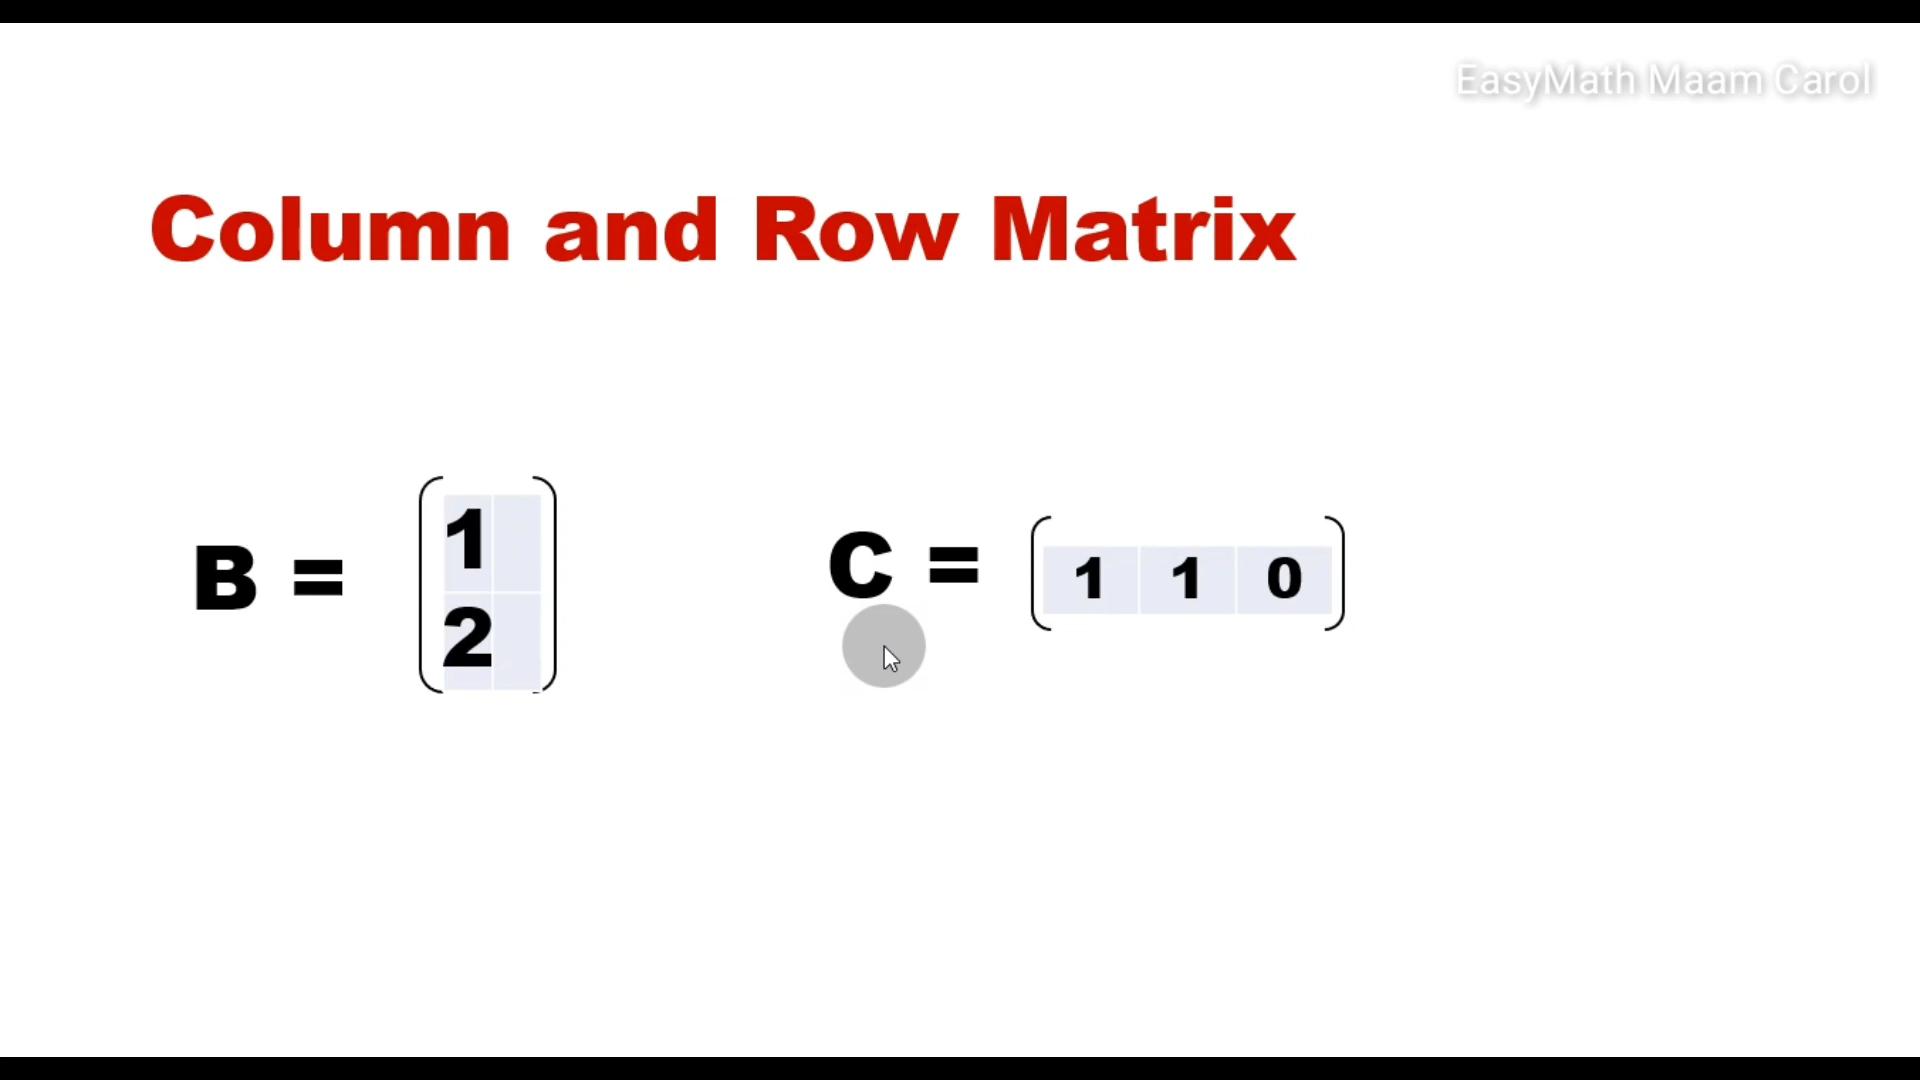 EasyMath Maam Carol
Column and Row Matrix
B =
1
2
C =
1 1 0